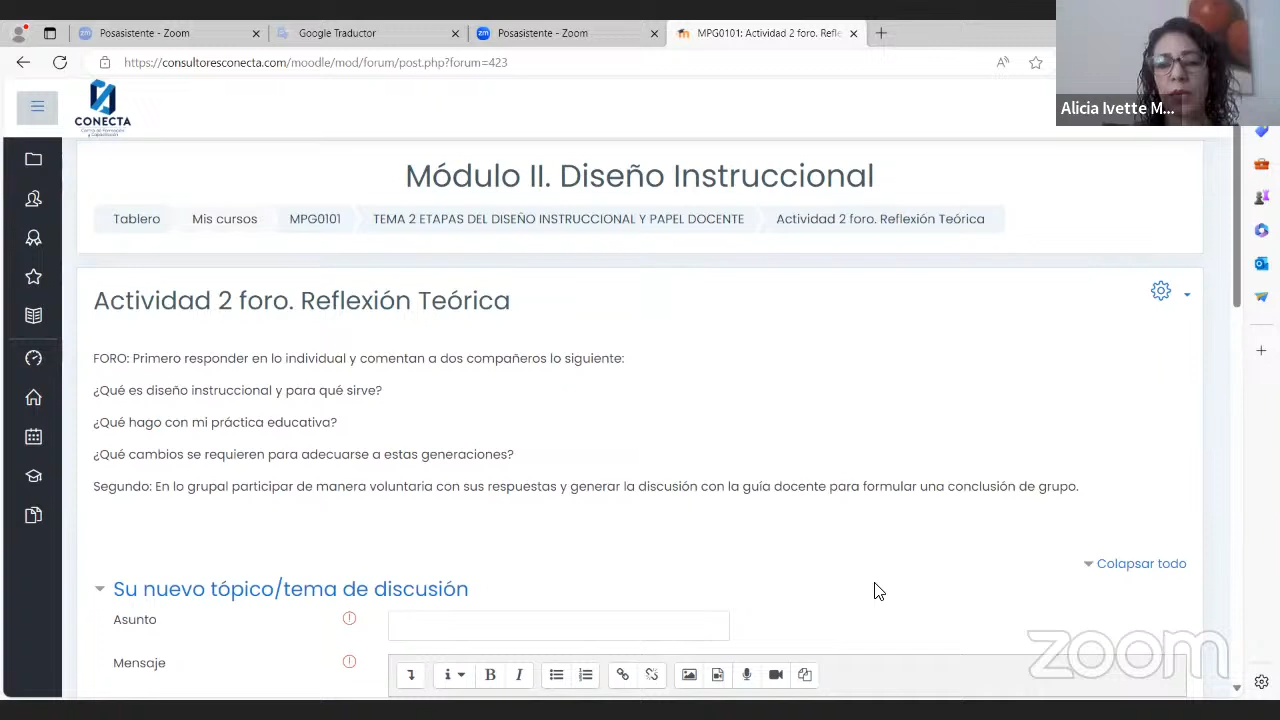 Posasistente - Zoom
Google Traductor
Posasistente - Zoom
MPG0101: Actividad 2 foro. Refle
https://consultoresconecta.com/moodle/mod/forum/post.php?forum=423
Alicia Ivette M...
CONECTA
Centro de Formación
y Capacitación
Módulo II. Diseño Instruccional
Tablero Mis cursos MPG0101 TEMA 2 ETAPAS DEL DISEÑO INSTRUCCIONAL Y PAPEL DOCENTE Actividad 2 foro. Reflexión Teórica
Actividad 2 foro. Reflexión Teórica
FORO: Primero responder en lo individual y comentan a dos compañeros lo siguiente:
¿Qué es diseño instruccional y para qué sirve?
¿Qué hago con mi práctica educativa?
¿Qué cambios se requieren para adecuarse a estas generaciones?
Segundo: En lo grupal participar de manera voluntaria con sus respuestas y generar la discusión con la guía docente para formular una conclusión de grupo.
Colapsar todo
Su nuevo tópico/tema de discusión
Asunto
Mensaje
zoom